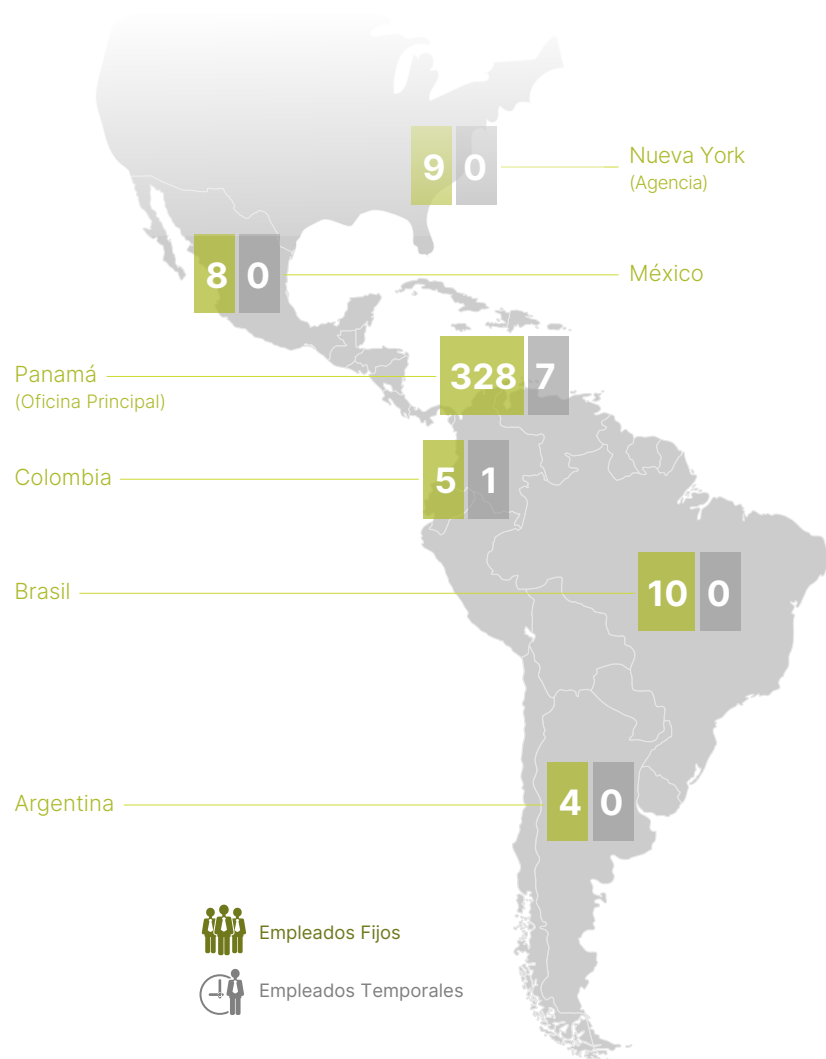 9 0
Nueva York
(Agencia)
8 0
México
Panamá
(Oficina Principal)
328 7
Colombia
5 1
Brasil
10 0
Argentina
4 0
Empleados Fijos
Empleados Temporales